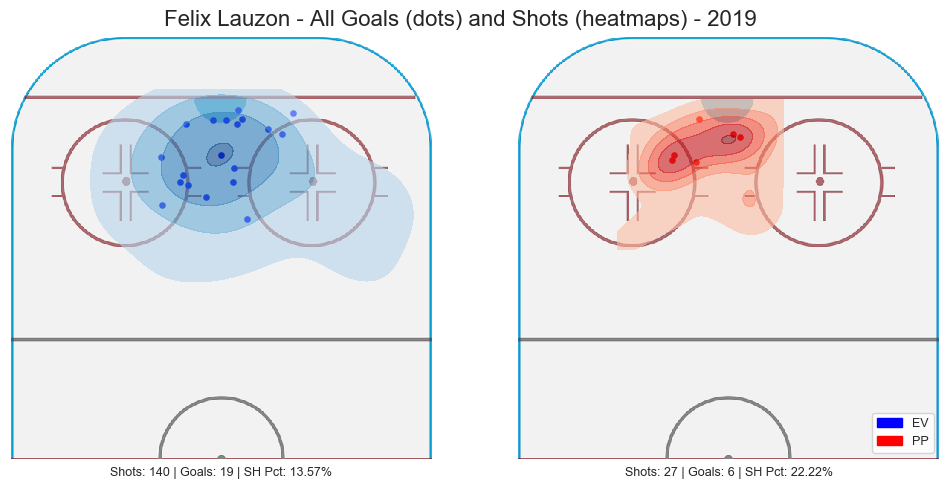 Felix Lauzon - All Goals (dots) and Shots (heatmaps) - 2019
EV
PP
Shots: 140 | Goals: 19 | SH Pct: 13.57%
Shots: 27 | Goals: 6 | SH Pct: 22.22%